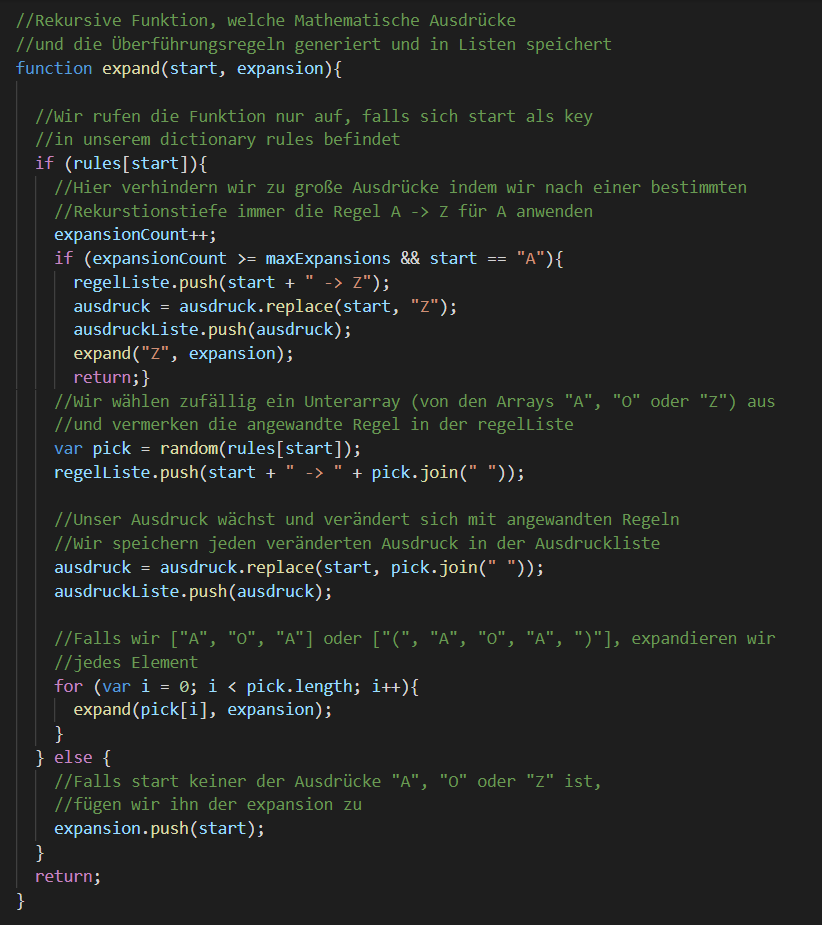 //Rekursive Funktion, welche Mathematische Ausdrücke
//und die Überführungsregeln generiert und in Listen speichert
function expand(start, expansion){
//Wir rufen die Funktion nur auf, falls sich start als key
//in unserem dictionary rules befindet
if (rules[start]){
//Hier verhindern wir zu große Ausdrücke indem wir nach einer bestimmten
//Rekurstionstiefe immer die Regel A -> Z für A anwenden
expansionCount++;
if (expansionCount >= maxExpansions && start == "A"){
regelListe.push(start + " -> Z");
ausdruck = ausdruck.replace(start, "Z");
ausdruckListe.push(ausdruck);
expand("Z", expansion);
return;}
//Wir wählen zufällig ein Unterarray (von den Arrays "A", "O" oder "Z") aus
//und vermerken die angewandte Regel in der regelListe
var pick = random(rules[start]);
regelListe.push(start + " -> " + pick.join(" "));
//Unser Ausdruck wächst und verändert sich mit angewandten Regeln
//Wir speichern jeden veränderten Ausdruck in der Ausdruckliste
ausdruck = ausdruck.replace(start, pick.join(" "));
ausdruckListe.push(ausdruck);
//Falls wir ["A", "O", "A"] oder ["(", "A", "O", "A", ")"], expandieren wir
//jedes Element
for (var i = 0; i < pick.length; i++){
expand(pick[i], expansion);
}
} else {
//Falls start keiner der Ausdrücke "A", "O" oder "Z" ist,
//fügen wir ihn der expansion zu
expansion.push(start);
}
return;
}